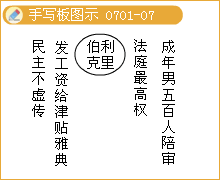 手写板图示 0701-07
成年男五百人陪审
法庭最高权
伯利
克里
发工资给津贴雅典
民主不虚传